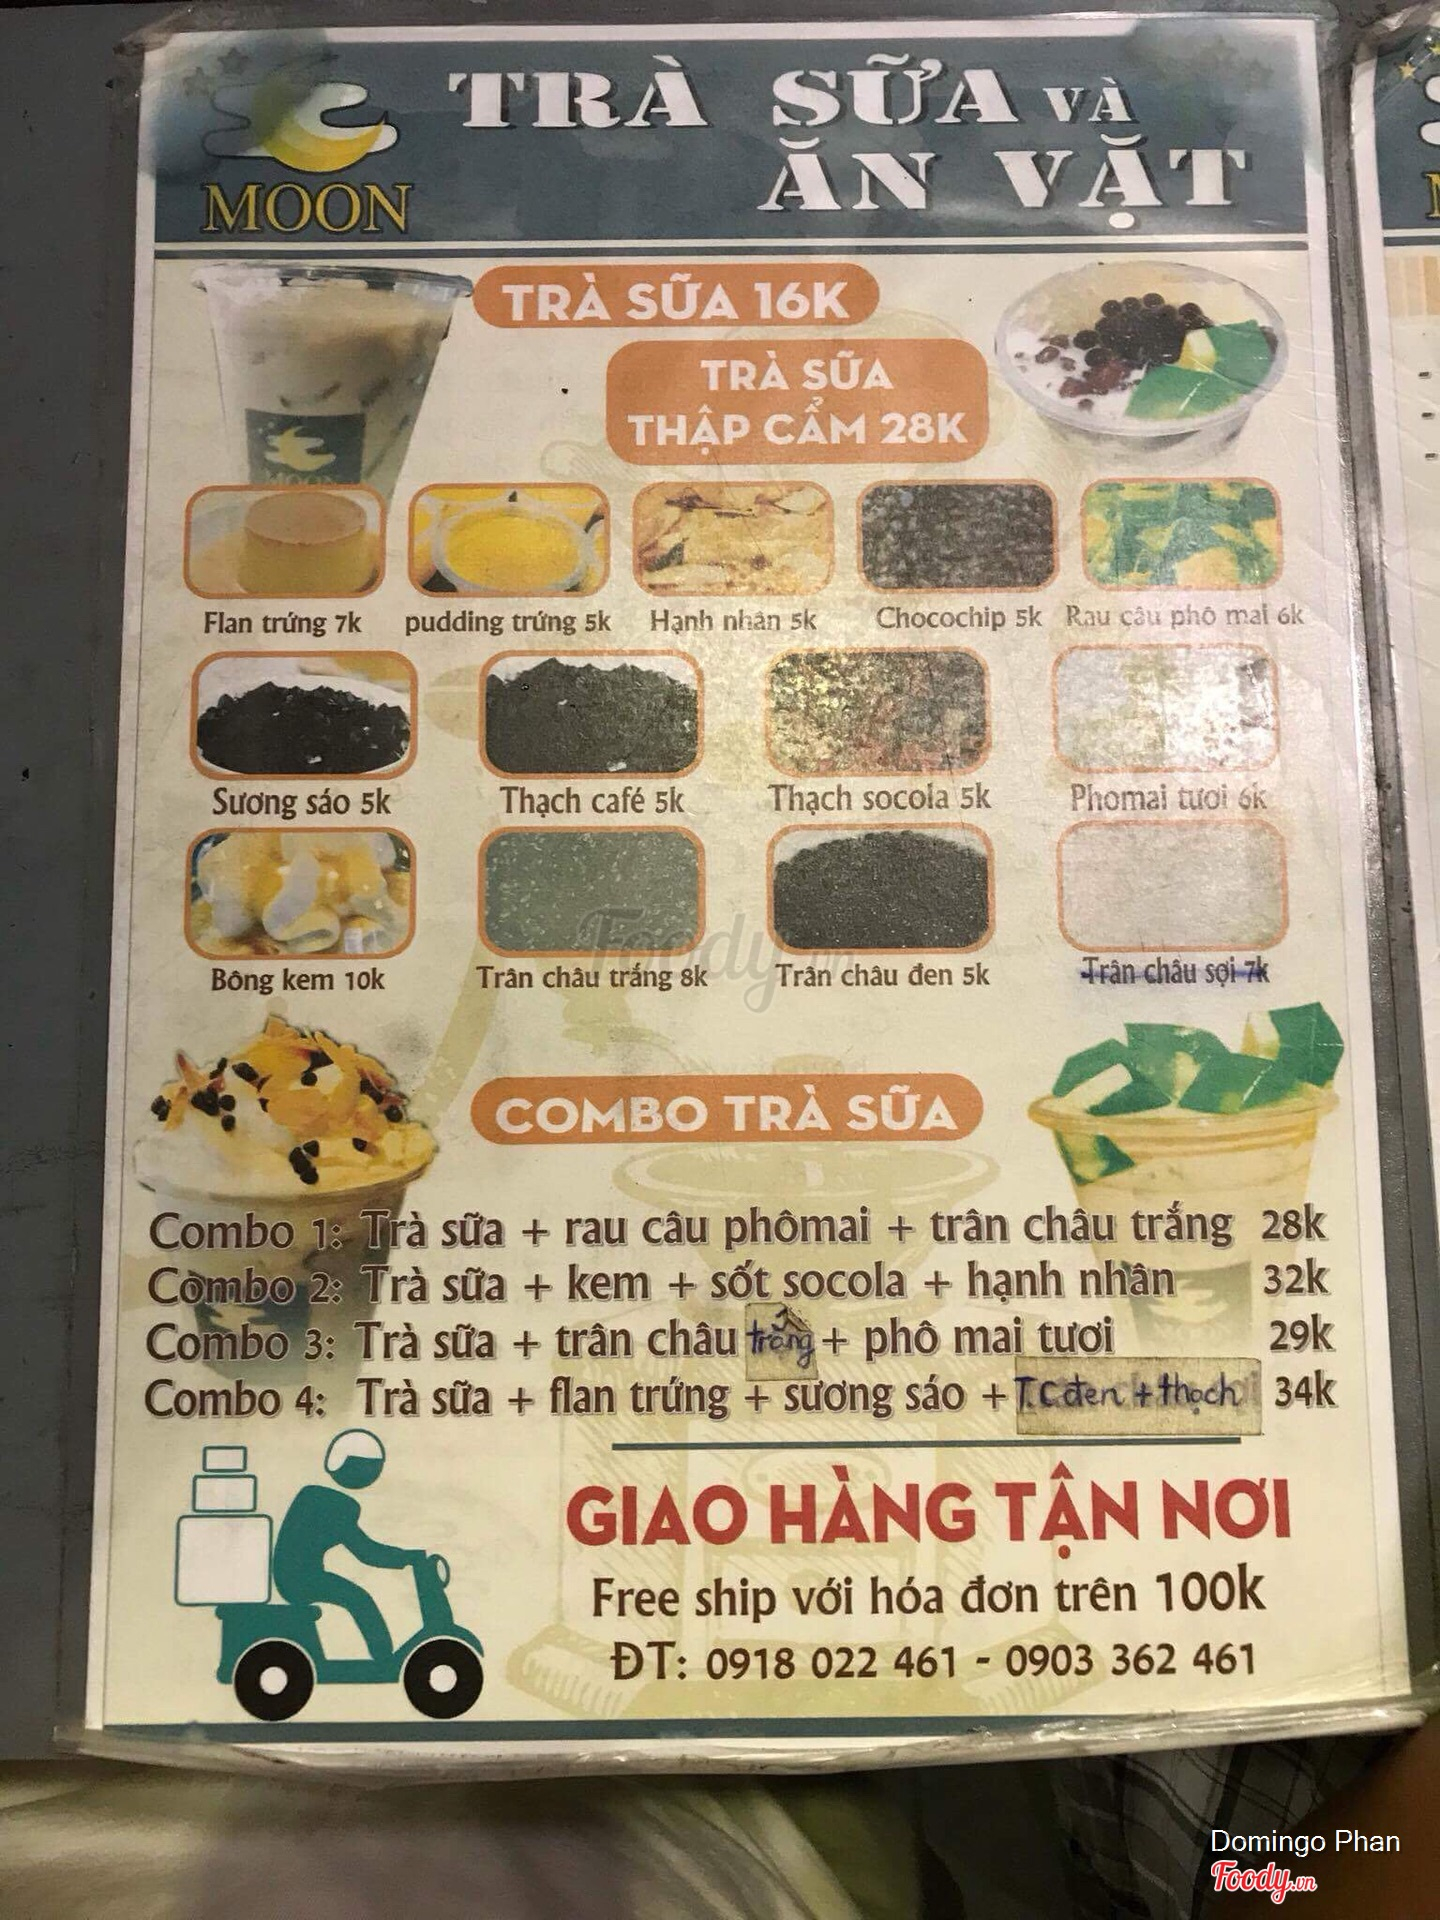 MOON
TRÀ SỮA VÀ
ĂN VẶT
TRÀ SỮA 16K
TRÀ SỮA
THẬP CẨM 28K
MOON
Flan trứng 7k
pudding trứng 5k
Hạnh nhân 5k
Chocochip 5k
Rau câu phô mai 6k
Sương sáo 5k
Thạch café 5k
Thạch socola 5k
Phomai tươi 6k
Bông kem 10k
Trân châu trắng 8k
Trân châu đen 5k
Trân châu sợi 7k
Foody.vn
COMBO TRÀ SỮA
Combo 1: Trà sữa + rau câu phômai + trân châu trắng 28k
Combo 2: Trà sữa + kem + sốt socola + hạnh nhân 32k
Combo 3: Trà sữa + trân châu trắng + phô mai tươi 29k
Combo 4: Trà sữa + flan trứng + sương sáo + T.C đen + thạch 34k
GIAO HÀNG TẬN NƠI
Free ship với hóa đơn trên 100k
ĐT: 0918 022 461 - 0903 362 461
Domingo Phan
Foody.vn